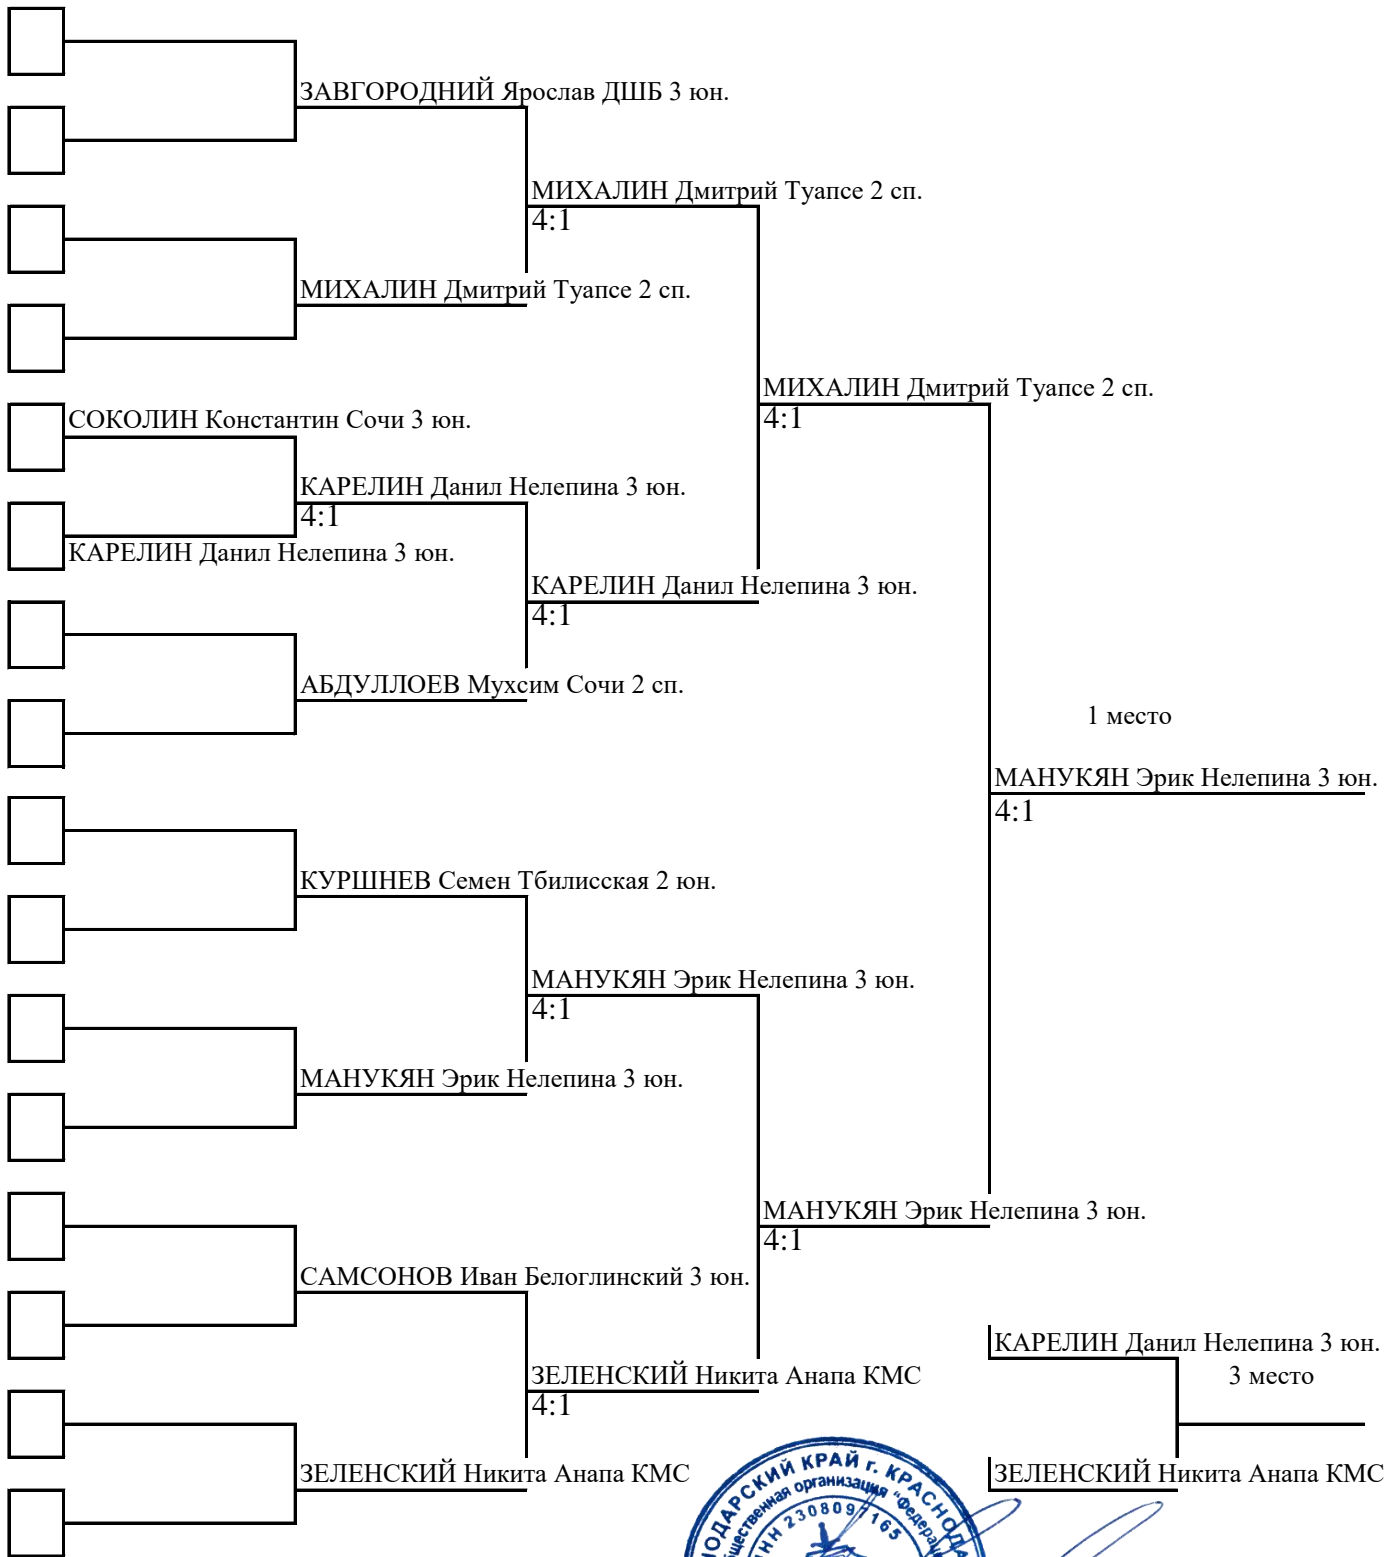 ЗАВГОРОДНИЙ Ярослав ДШБ 3 юн.
МИХАЛИН Дмитрий Туапсе 2 сп.
4:1
МИХАЛИН Дмитрий Туапсе 2 сп.
МИХАЛИН Дмитрий Туапсе 2 сп.
4:1
СОКОЛИН Константин Сочи 3 юн.
КАРЕЛИН Данил Нелепина 3 юн.
4:1
КАРЕЛИН Данил Нелепина 3 юн.
КАРЕЛИН Данил Нелепина 3 юн.
4:1
АБДУЛЛОЕВ Мухсим Сочи 2 сп.
1 место
МАНУКЯН Эрик Нелепина 3 юн.
4:1
КУРШНЕВ Семен Тбилисская 2 юн.
МАНУКЯН Эрик Нелепина 3 юн.
4:1
МАНУКЯН Эрик Нелепина 3 юн.
МАНУКЯН Эрик Нелепина 3 юн.
4:1
САМСОНОВ Иван Белоглинский 3 юн.
КАРЕЛИН Данил Нелепина 3 юн.
3 место
ЗЕЛЕНСКИЙ Никита Анапа КМС
4:1
ЗЕЛЕНСКИЙ Никита Анапа КМС
ЗЕЛЕНСКИЙ Никита Анапа КМС
КРАЙ г.
организация
ИНН 2308097165